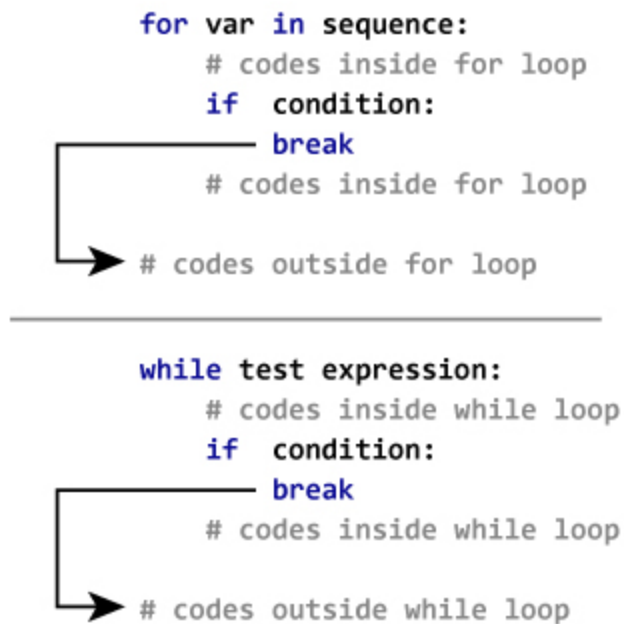 for var in sequence:
# codes inside for loop
if  condition:
break
# codes inside for loop
# codes outside for loop
while test expression:
# codes inside while loop
if  condition:
break
# codes inside while loop
# codes outside while loop